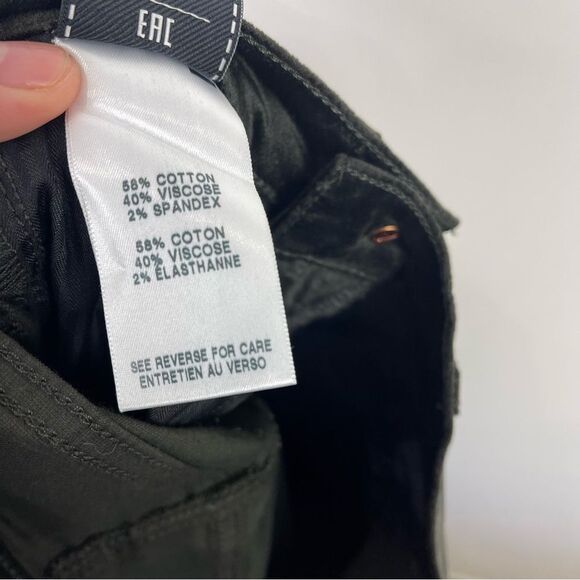 EAC
58% COTTON
40% VISCOSE
2% SPANDEX
58% COTON
40% VISCOSE
2% ÉLASTHANNE
SEE REVERSE FOR CARE
ENTRETIEN AU VERSO